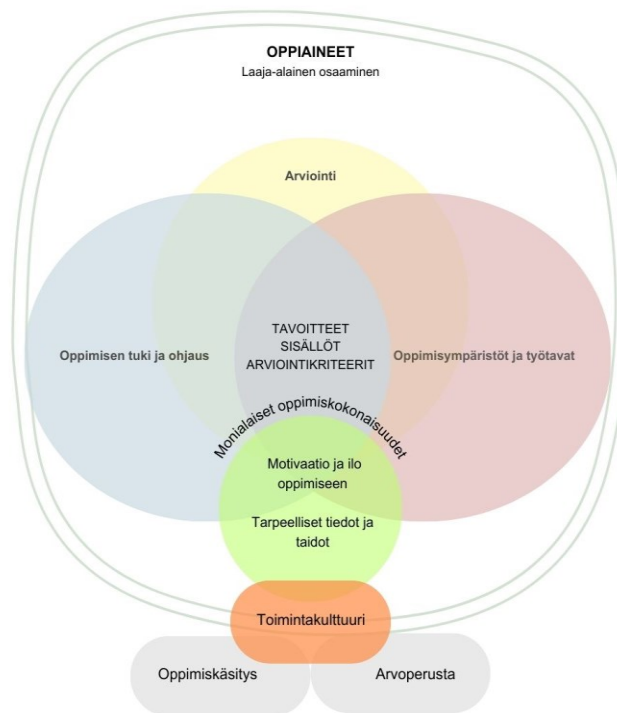 OPPIAINEET
Laaja-alainen osaaminen
Arviointi
Oppimisen tuki ja ohjaus
TAVOITTEET
SISÄLLÖT
ARVIOINTIKRITEERIT
Oppimisympäristöt ja työtavat
Monialaiset oppimiskokonaisuudet
Motivaatio ja ilo
oppimiseen
Tarpeelliset tiedot ja
taidot
Toimintakulttuuri
Oppimiskäsitys
Arvoperusta